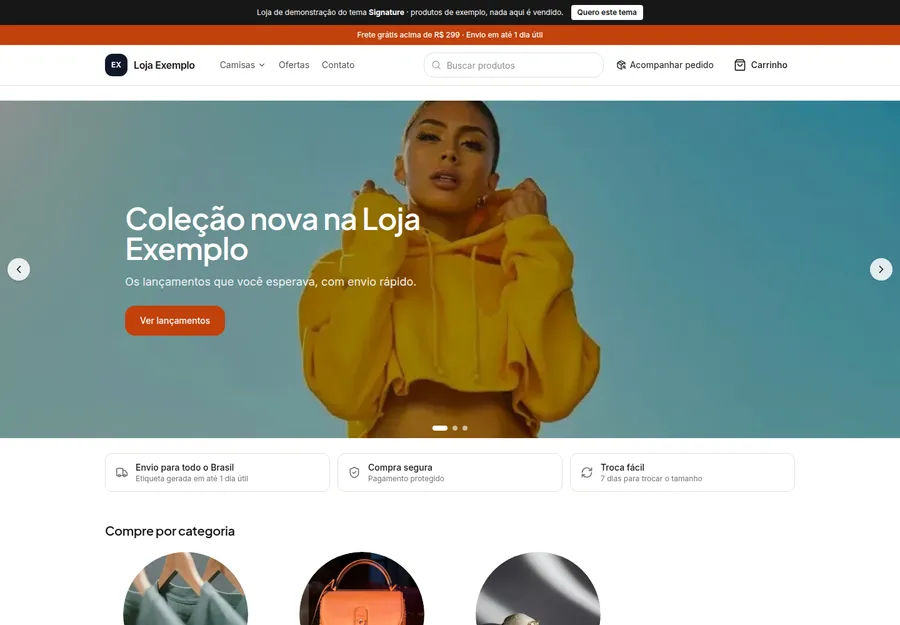 Loja de demonstração do tema Signature · produtos de exemplo, nada aqui é vendido. Quero este tema
Frete grátis acima de R$ 299 · Envio em até 1 dia útil
EX Loja Exemplo Camisas Ofertas Contato Buscar produtos Acompanhar pedido Carrinho
Coleção nova na Loja
Exemplo
Os lançamentos que você esperava, com envio rápido.
Ver lançamentos
Envio para todo o Brasil
Etiqueta gerada em até 1 dia útil
Compra segura
Pagamento protegido
Troca fácil
7 dias para trocar o tamanho
Compre por categoria